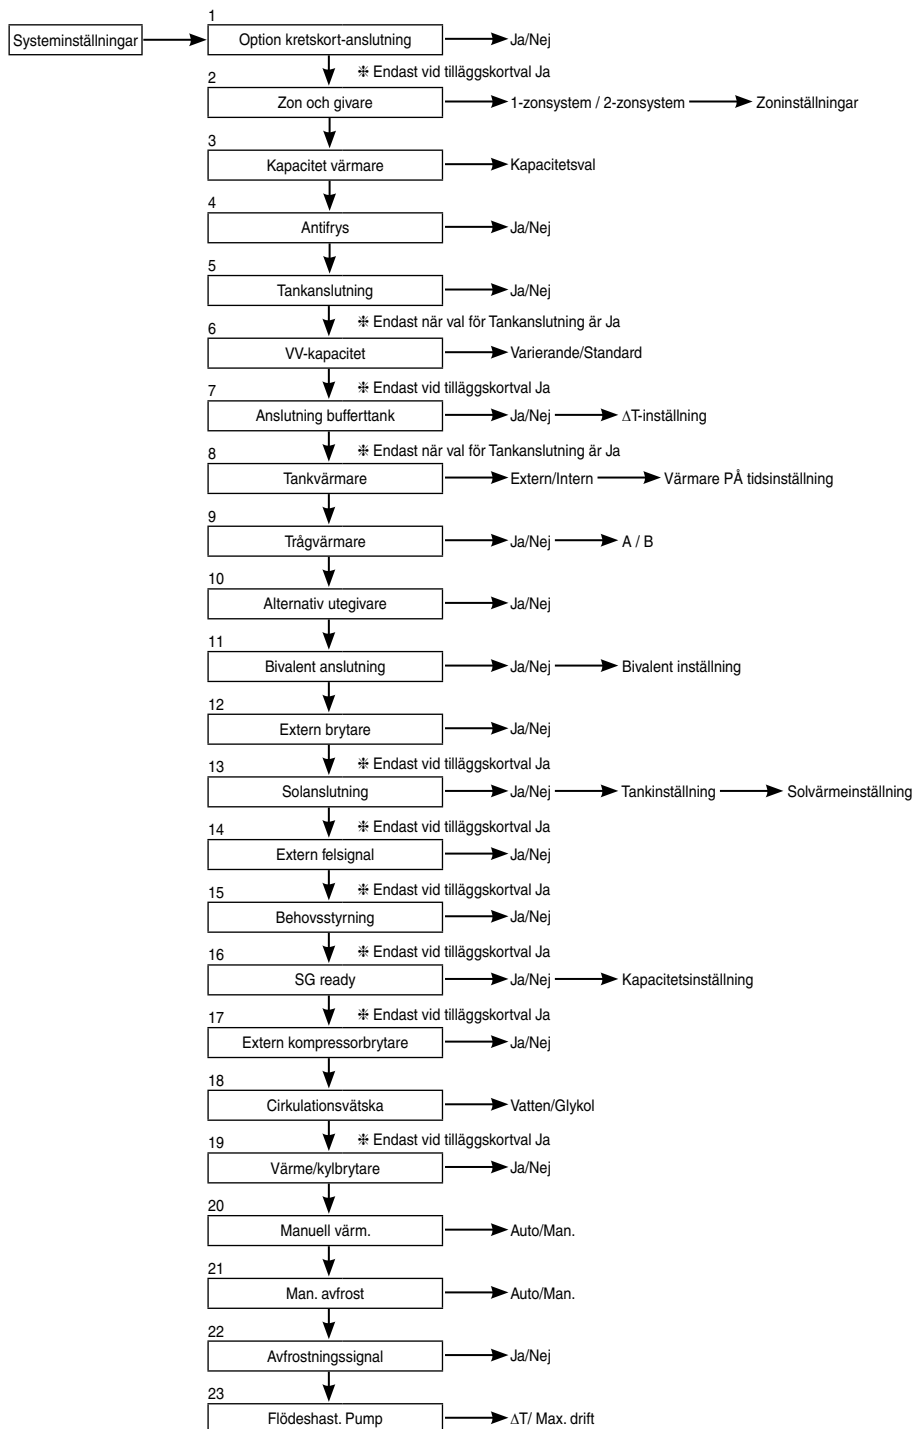 1
Systeminställningar
Option kretskort-anslutning
Ja/Nej
❉ Endast vid tilläggskortval Ja
2
Zon och givare
1-zonsystem / 2-zonsystem
Zoninställningar
3
Kapacitet värmare
Kapacitetsval
4
Antifrys
Ja/Nej
5
Tankanslutning
Ja/Nej
❉ Endast när val för Tankanslutning är Ja
6
VV-kapacitet
Varierande/Standard
❉ Endast vid tilläggskortval Ja
7
Anslutning bufferttank
Ja/Nej
ΔT-inställning
❉ Endast när val för Tankanslutning är Ja
8
Tankvärmare
Extern/Intern
Värmare PÅ tidsinställning
9
Trågvärmare
Ja/Nej
A / B
10
Alternativ utegivare
Ja/Nej
11
Bivalent anslutning
Ja/Nej
Bivalent inställning
12
Extern brytare
Ja/Nej
❉ Endast vid tilläggskortval Ja
13
Solanslutning
Ja/Nej
Tankinställning
Solvärmeinställning
❉ Endast vid tilläggskortval Ja
14
Extern felsignal
Ja/Nej
❉ Endast vid tilläggskortval Ja
15
Behovsstyrning
Ja/Nej
❉ Endast vid tilläggskortval Ja
16
SG ready
Ja/Nej
Kapacitetsinställning
❉ Endast vid tilläggskortval Ja
17
Extern kompressorbrytare
Ja/Nej
18
Cirkulationsvätska
Vatten/Glykol
❉ Endast vid tilläggskortval Ja
19
Värme/kylbrytare
Ja/Nej
20
Manuell värm.
Auto/Man.
21
Man. avfrost
Auto/Man.
22
Avfrostningssignal
Ja/Nej
23
Flödeshast. Pump
ΔT/ Max. drift